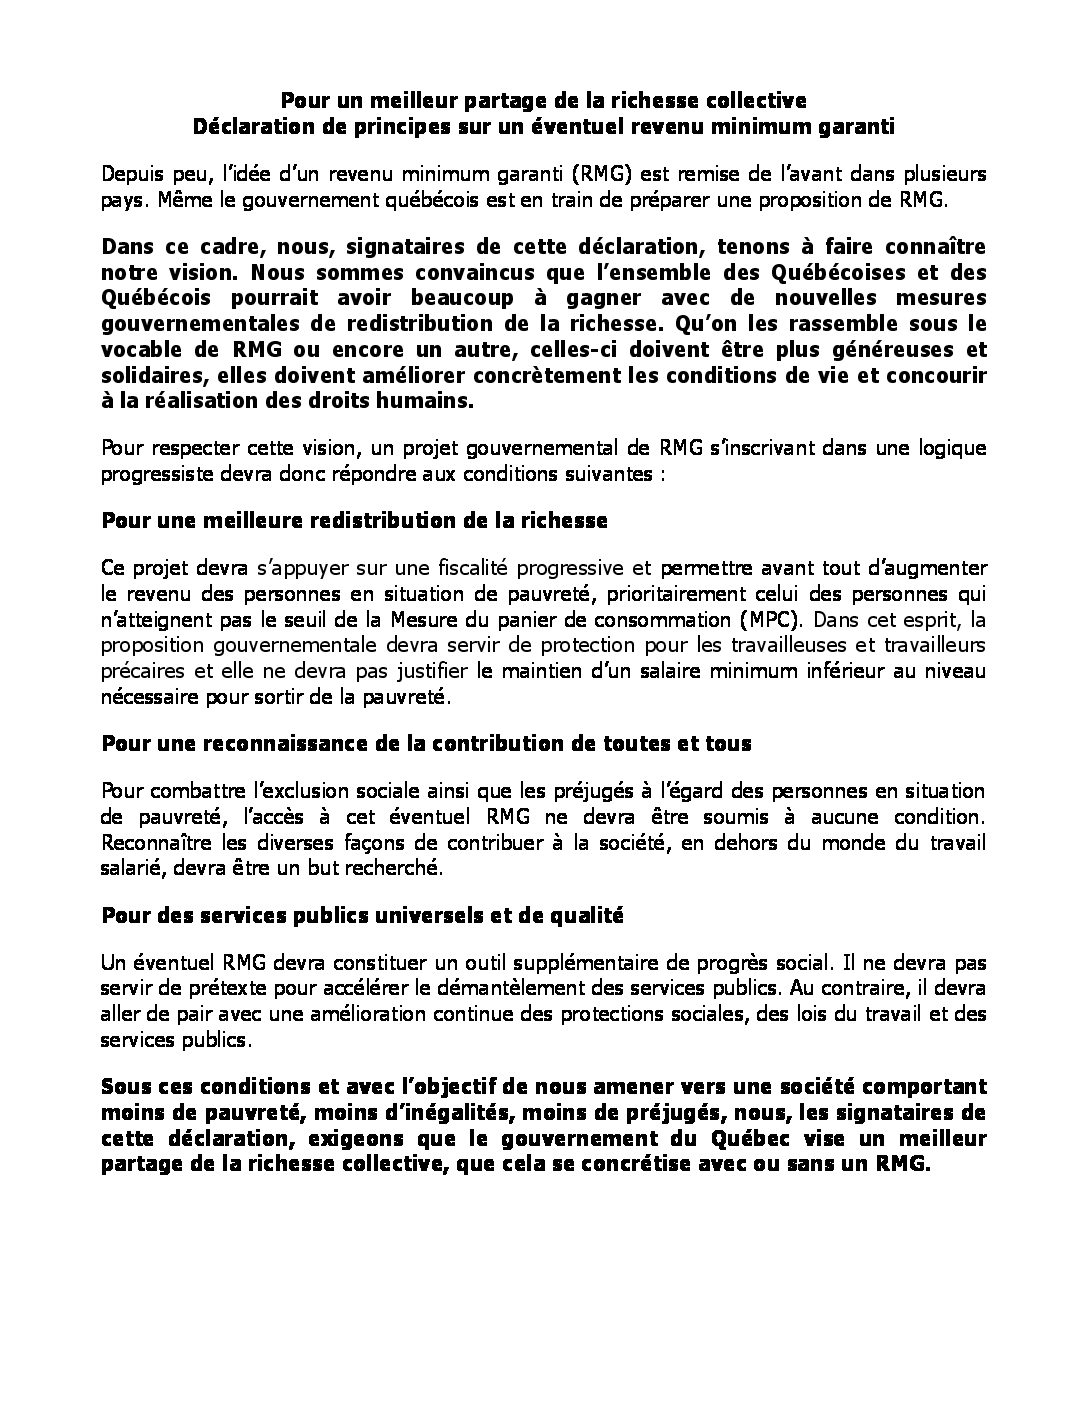 Pour un meilleur partage de la richesse collective
Déclaration de principes sur un éventuel revenu minimum garanti
Depuis peu, l’idée d’un revenu minimum garanti (RMG) est remise de l’avant dans plusieurs
pays. Même le gouvernement québécois est en train de préparer une proposition de RMG.
Dans ce cadre, nous, signataires de cette déclaration, tenons à faire connaître
notre vision. Nous sommes convaincus que l’ensemble des Québécoises et des
Québécois pourrait avoir beaucoup à gagner avec de nouvelles mesures
gouvernementales de redistribution de la richesse. Qu’on les rassemble sous le
vocable de RMG ou encore un autre, celles-ci doivent être plus généreuses et
solidaires, elles doivent améliorer concrètement les conditions de vie et concourir
à la réalisation des droits humains.
Pour respecter cette vision, un projet gouvernemental de RMG s’inscrivant dans une logique
progressiste devra donc répondre aux conditions suivantes :
Pour une meilleure redistribution de la richesse
Ce projet devra s’appuyer sur une fiscalité progressive et permettre avant tout d’augmenter
le revenu des personnes en situation de pauvreté, prioritairement celui des personnes qui
n’atteignent pas le seuil de la Mesure du panier de consommation (MPC). Dans cet esprit, la
proposition gouvernementale devra servir de protection pour les travailleuses et travailleurs
précaires et elle ne devra pas justifier le maintien d’un salaire minimum inférieur au niveau
nécessaire pour sortir de la pauvreté.
Pour une reconnaissance de la contribution de toutes et tous
Pour combattre l’exclusion sociale ainsi que les préjugés à l’égard des personnes en situation
de pauvreté, l’accès à cet éventuel RMG ne devra être soumis à aucune condition.
Reconnaître les diverses façons de contribuer à la société, en dehors du monde du travail
salarié, devra être un but recherché.
Pour des services publics universels et de qualité
Un éventuel RMG devra constituer un outil supplémentaire de progrès social. Il ne devra pas
servir de prétexte pour accélérer le démantèlement des services publics. Au contraire, il devra
aller de pair avec une amélioration continue des protections sociales, des lois du travail et des
services publics.
Sous ces conditions et avec l’objectif de nous amener vers une société comportant
moins de pauvreté, moins d’inégalités, moins de préjugés, nous, les signataires de
cette déclaration, exigeons que le gouvernement du Québec vise un meilleur
partage de la richesse collective, que cela se concrétise avec ou sans un RMG.